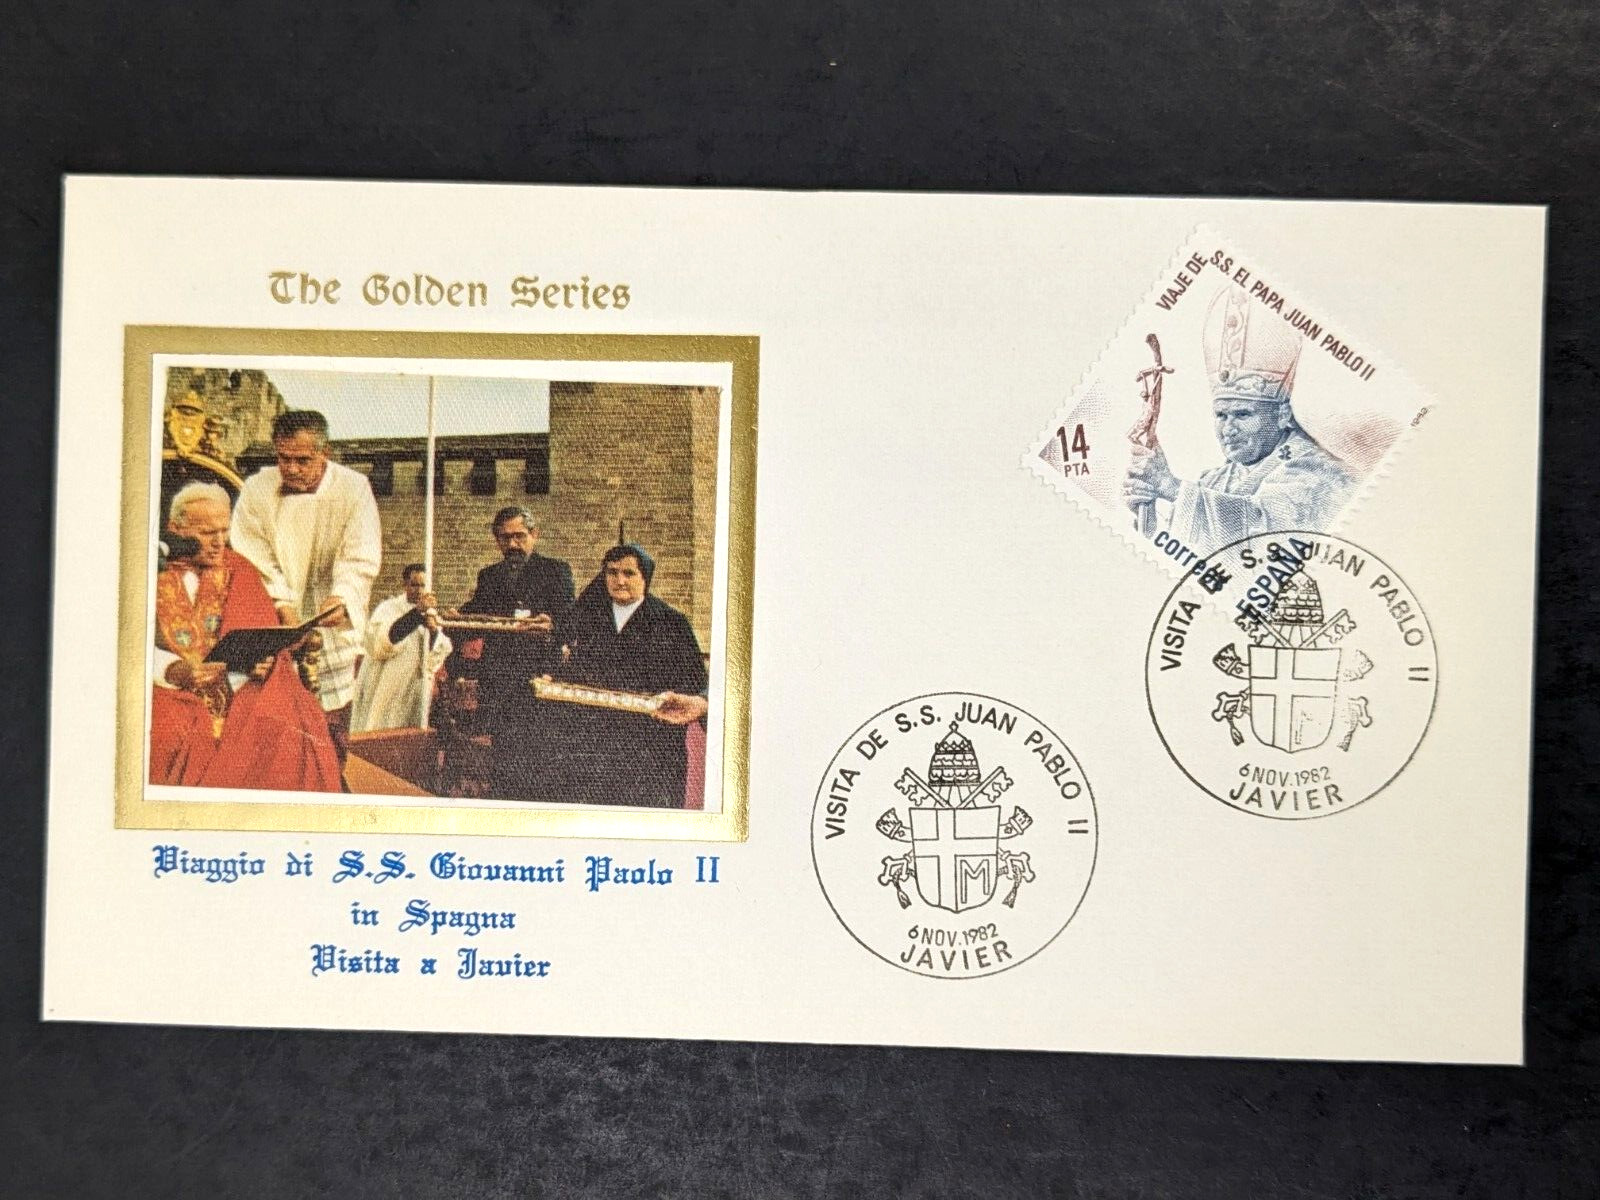 The Golden Series
Viaggio di S.S. Giovanni Paolo II
in Spagna
Visita a Javier
VIAJE DE S.S. EL PAPA JUAN PABLO II
1982
14
PTA
correos
ESPAÑA
VISITA DE S.S. JUAN PABLO II
M
6 NOV. 1982
JAVIER
VISITA DE S.S. JUAN PABLO II
M
6 NOV. 1982
JAVIER